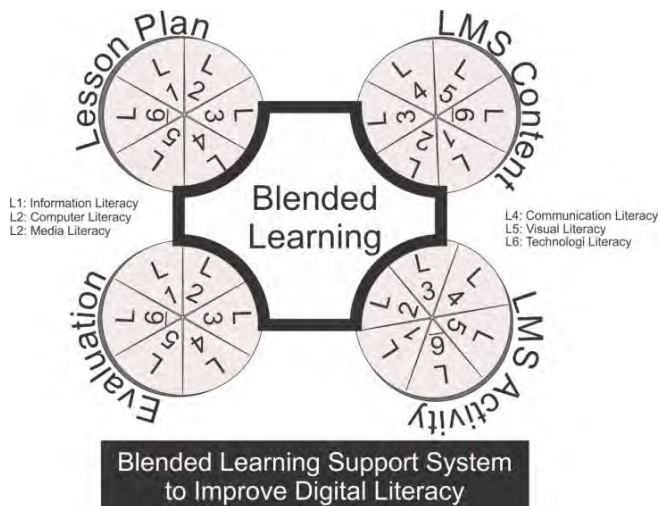 Lesson Plan
L1 L2 L3 L4 L5 L6
LMS Content
L4 L5 L6 L1 L2 L3
Blended
Learning
L1: Information Literacy
L2: Computer Literacy
L2: Media Literacy
L4: Communication Literacy
L5: Visual Literacy
L6: Technologi Literacy
Evaluation
L1 L2 L3 L4 L5 L6
LMS Activity
L3 L4 L5 L6 L1 L2
Blended Learning Support System
to Improve Digital Literacy